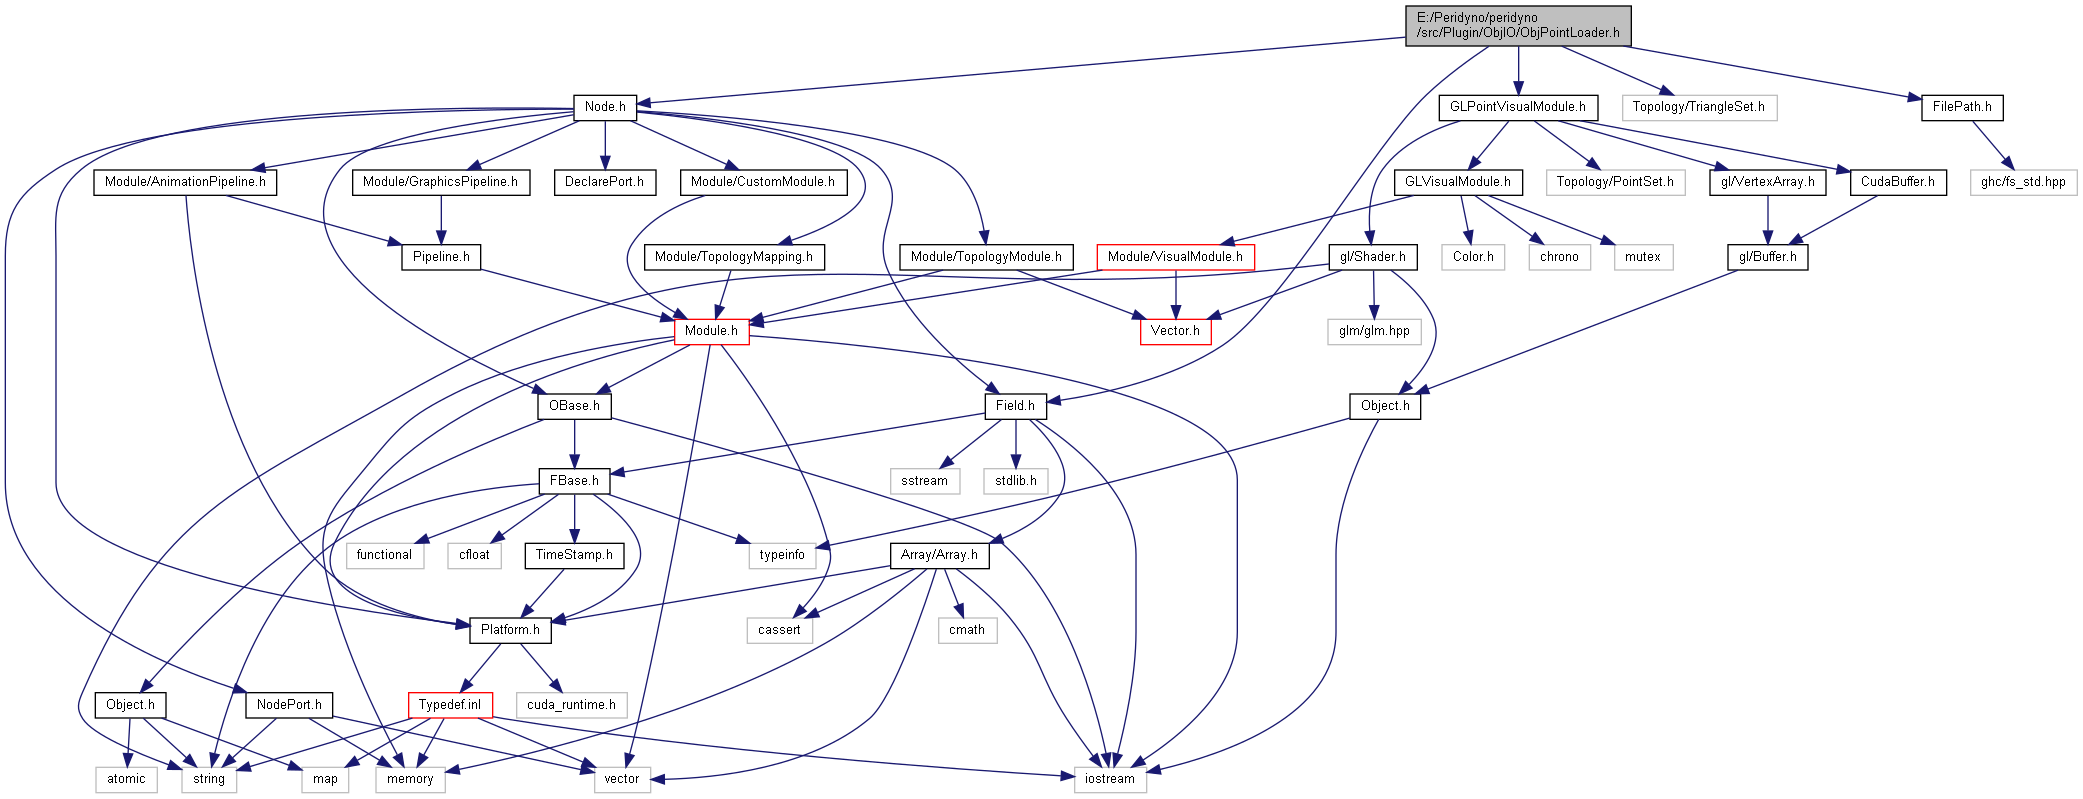 E:/Peridyno/peridyno
/src/Plugin/ObjIO/ObjPointLoader.h
Node.h
GLPointVisualModule.h
Topology/TriangleSet.h
FilePath.h
Module/AnimationPipeline.h
Module/GraphicsPipeline.h
DeclarePort.h
Module/CustomModule.h
GLVisualModule.h
Topology/PointSet.h
gl/VertexArray.h
CudaBuffer.h
ghc/fs_std.hpp
Pipeline.h
Module/TopologyMapping.h
Module/TopologyModule.h
Module/VisualModule.h
gl/Shader.h
Color.h
chrono
mutex
gl/Buffer.h
Module.h
Vector.h
glm/glm.hpp
OBase.h
Field.h
Object.h
FBase.h
sstream
stdlib.h
functional
cfloat
TimeStamp.h
typeinfo
Array/Array.h
Platform.h
cassert
cmath
Object.h
NodePort.h
Typedef.inl
cuda_runtime.h
atomic
string
map
memory
vector
iostream